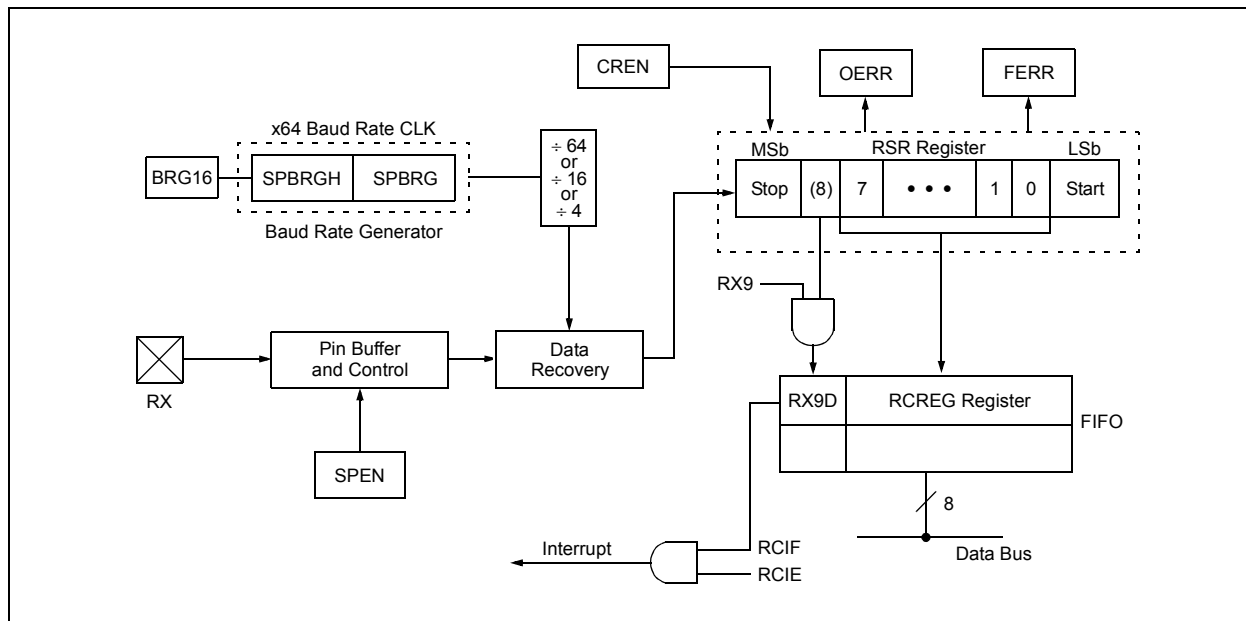 CREN
OERR
FERR
x64 Baud Rate CLK
BRG16
SPBRGH
SPBRG
Baud Rate Generator
÷ 64
or
÷ 16
or
÷ 4
MSb
RSR Register
LSb
Stop
(8)
7
• • •
1
0
Start
RX9
RX
Pin Buffer
and Control
Data
Recovery
SPEN
RX9D
RCREG Register
FIFO
8
Data Bus
Interrupt
RCIF
RCIE